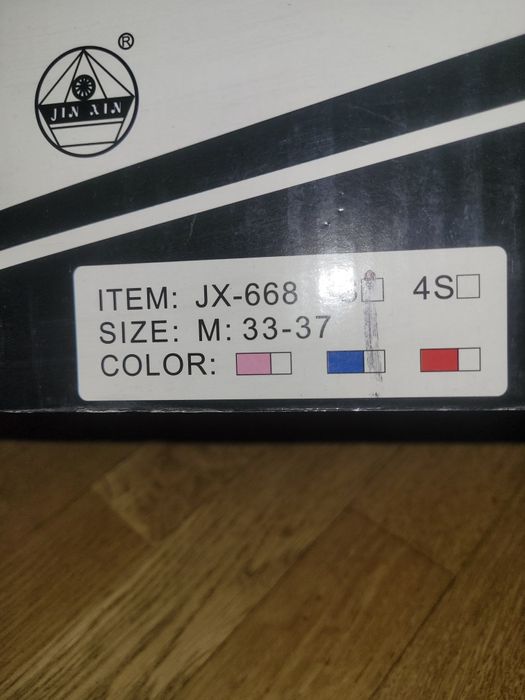 ®
JIN XIN
ITEM: JX-668 4S
SIZE: M: 33-37
COLOR: